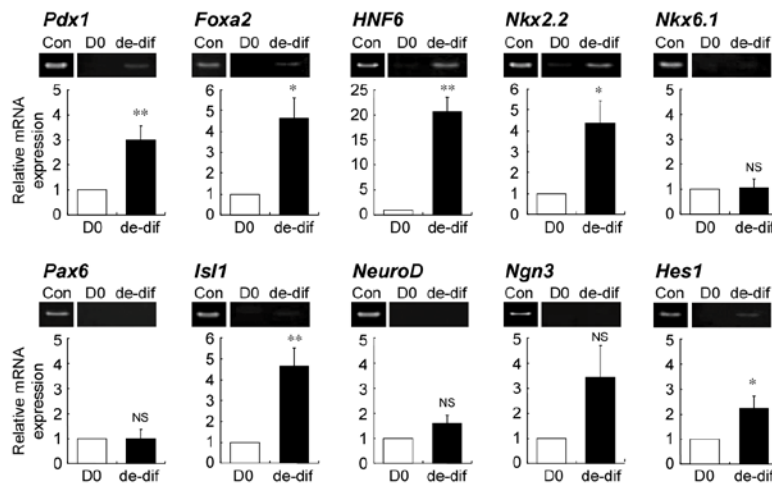 Pdx1 Foxa2 HNF6 Nkx2.2 Nkx6.1
Con D0 de-dif Con D0 de-dif Con D0 de-dif Con D0 de-dif Con D0 de-dif
Relative mRNA expression
5 4 3 2 1 0
**
D0 de-dif
6 5 4 3 2 1 0
*
D0 de-dif
25 20 15 10 5 0
**
D0 de-dif
6 5 4 3 2 1 0
*
D0 de-dif
5 4 3 2 1 0
NS
D0 de-dif
Pax6 Isl1 NeuroD Ngn3 Hes1
Con D0 de-dif Con D0 de-dif Con D0 de-dif Con D0 de-dif Con D0 de-dif
Relative mRNA expression
5 4 3 2 1 0
NS
D0 de-dif
6 5 4 3 2 1 0
**
D0 de-dif
5 4 3 2 1 0
NS
D0 de-dif
5 4 3 2 1 0
NS
D0 de-dif
5 4 3 2 1 0
*
D0 de-dif